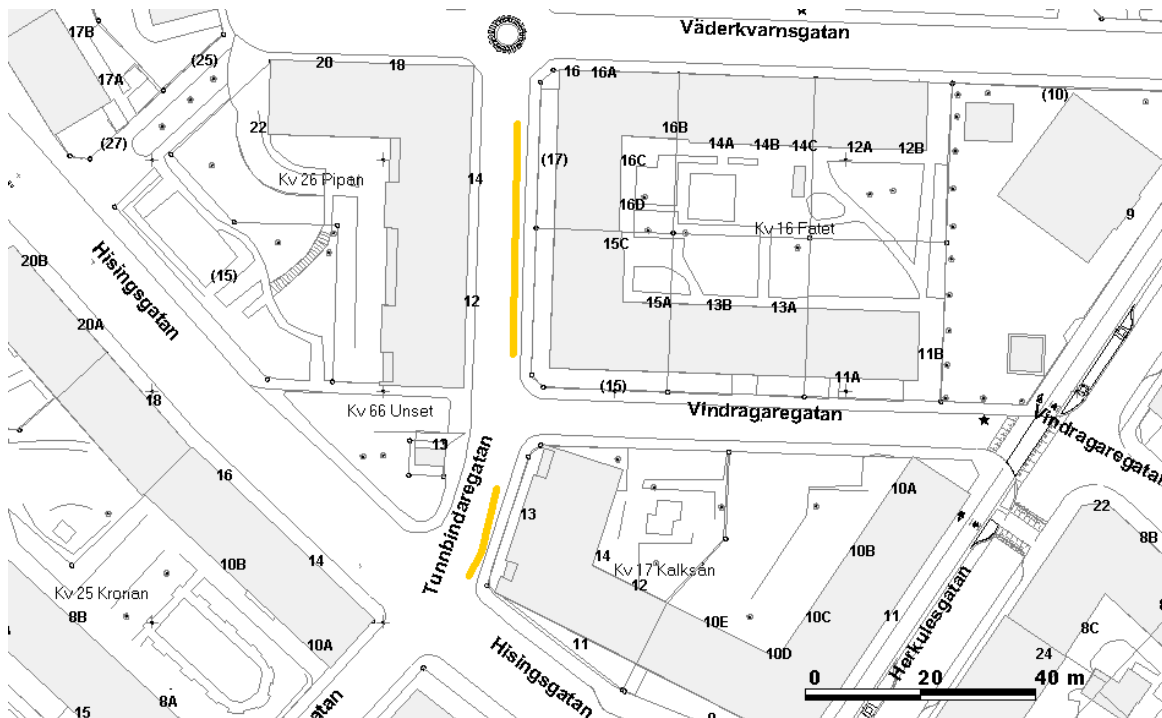 17B
Väderkvarnsgatan
(25)
20
18
16
16A
17A
(10)
22
16B
14A
14B
14C
12A
12B
(27)
(17)
16C
Kv 26 Pipan
14
16D
Kv 16 Fatet
9
15C
20B
Hisingsgatan
(15)
12
15A
13B
13A
20A
11B
(15)
11A
18
Kv 66 Unset
Vindragaregatan
Vindragaregatan
13
16
Tunnbindaregatan
13
10A
22
8B
10B
14
14
Kv 17 Kalksån
10B
Kv 25 Kronan
12
8B
10E
10C
11
Herkulesgatan
8C
10A
11
10D
24
Hisingsgatan
0 20 40 m
8A
15
gatan